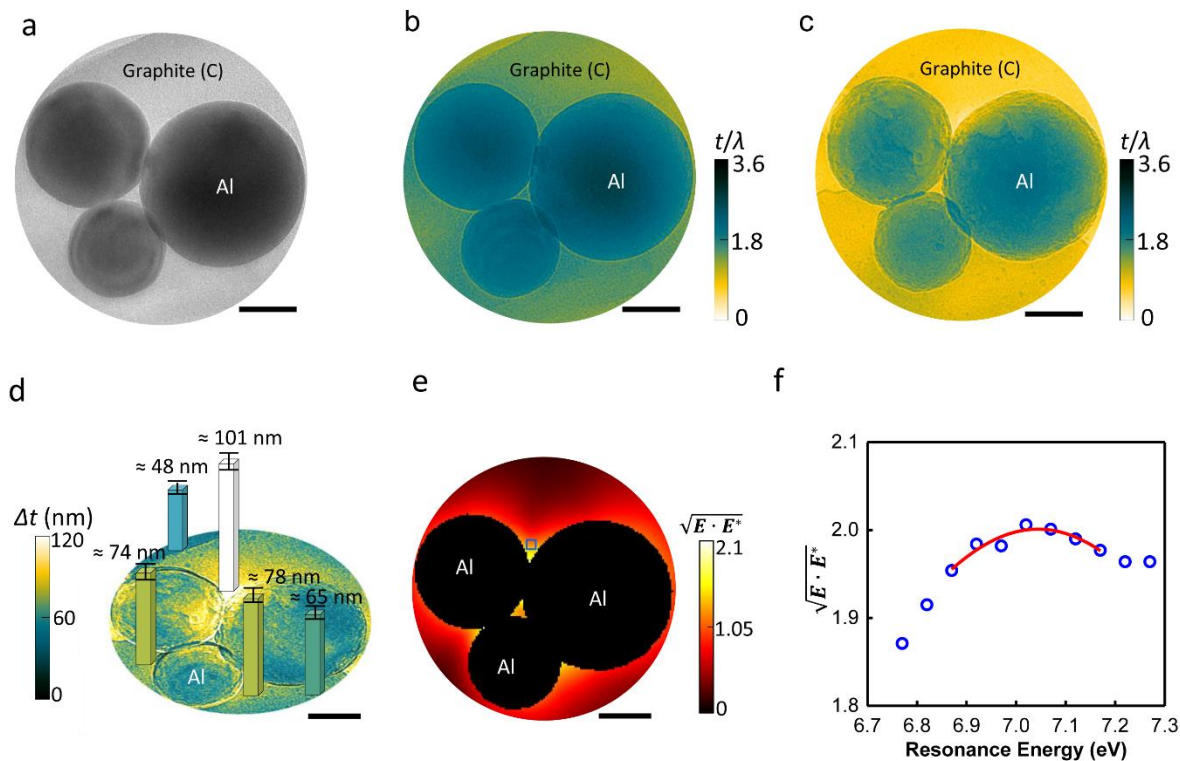 a
Graphite (C)
Al
b
Graphite (C)
Al
t/λ
3.6
1.8
0
c
Graphite (C)
Al
t/λ
3.6
1.8
0
d
≈ 101 nm
≈ 48 nm
Δt (nm)
120
≈ 74 nm
≈ 78 nm
≈ 65 nm
60
Al
0
e
√E · E*
2.1
Al
Al
1.05
Al
0
f
2.1
2.0
1.9
1.8
√E · E*
6.7 6.8 6.9 7.0 7.1 7.2 7.3
Resonance Energy (eV)